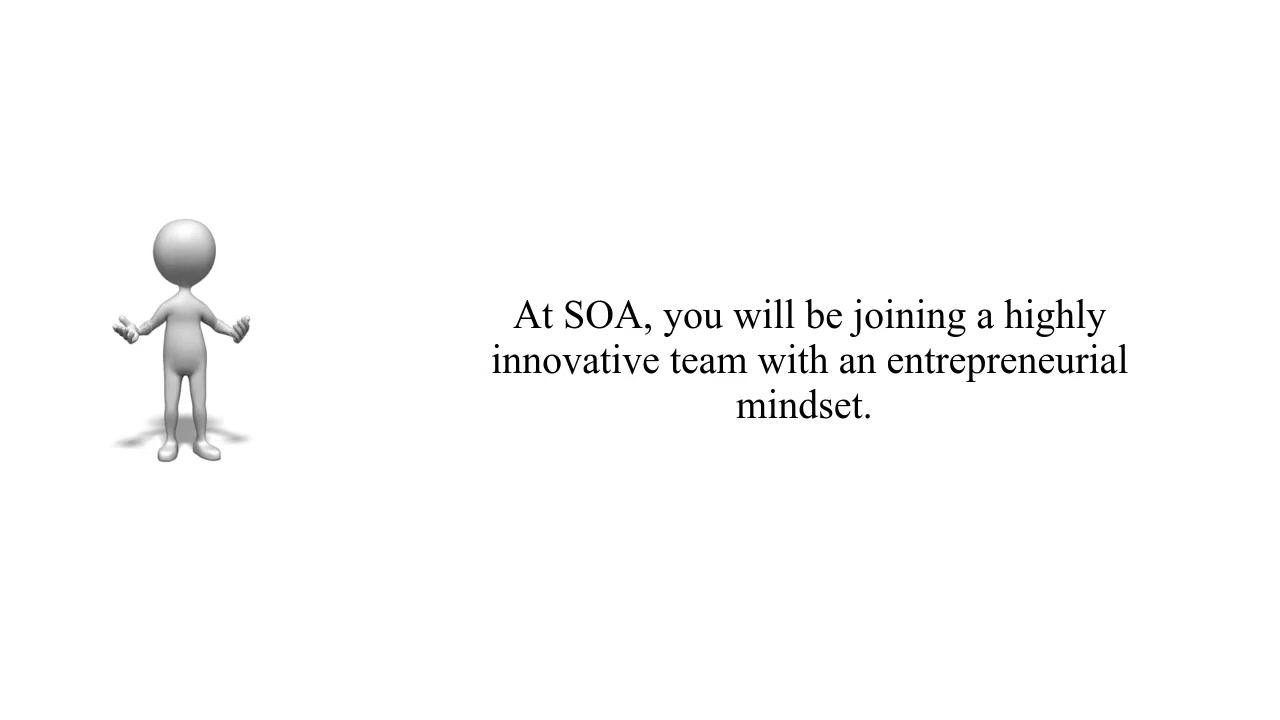 At SOA, you will be joining a highly
innovative team with an entrepreneurial
mindset.